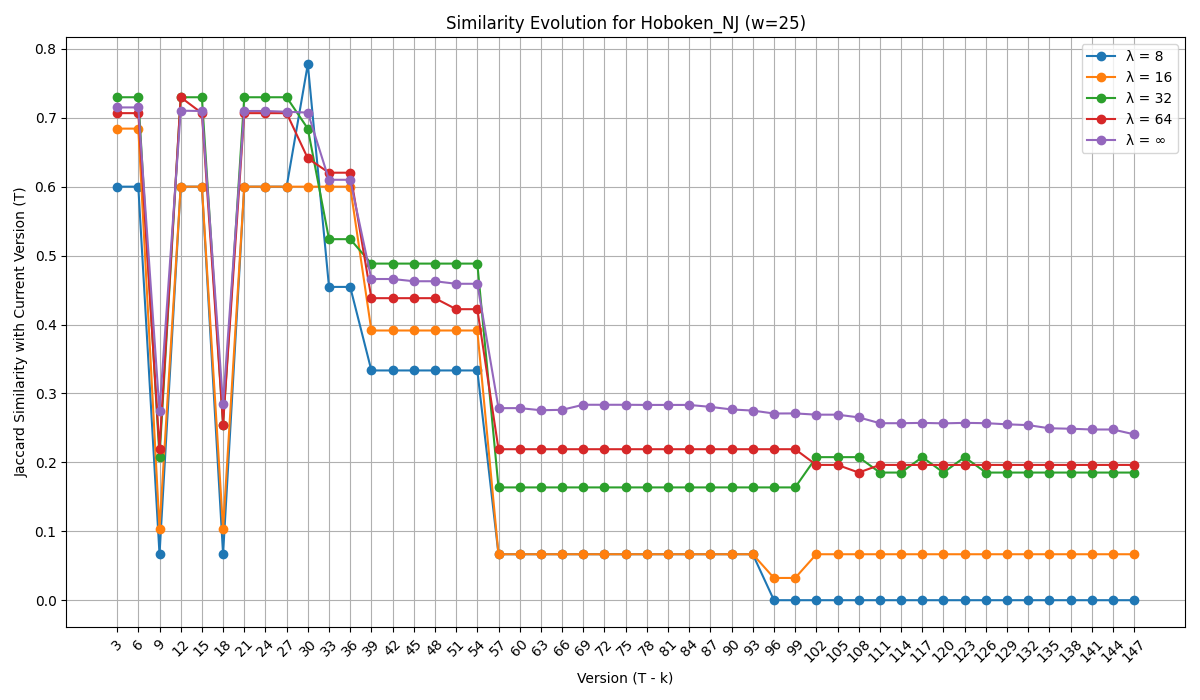 Similarity Evolution for Hoboken_NJ (w=25)
Jaccard Similarity with Current Version (T)
0.8
0.7
0.6
0.5
0.4
0.3
0.2
0.1
0.0
λ = 8
λ = 16
λ = 32
λ = 64
λ = ∞
3 6 9 12 15 18 21 24 27 30 33 36 39 42 45 48 51 54 57 60 63 66 69 72 75 78 81 84 87 90 93 96 99 102 105 108 111 114 117 120 123 126 129 132 135 138 141 144 147
Version (T - k)